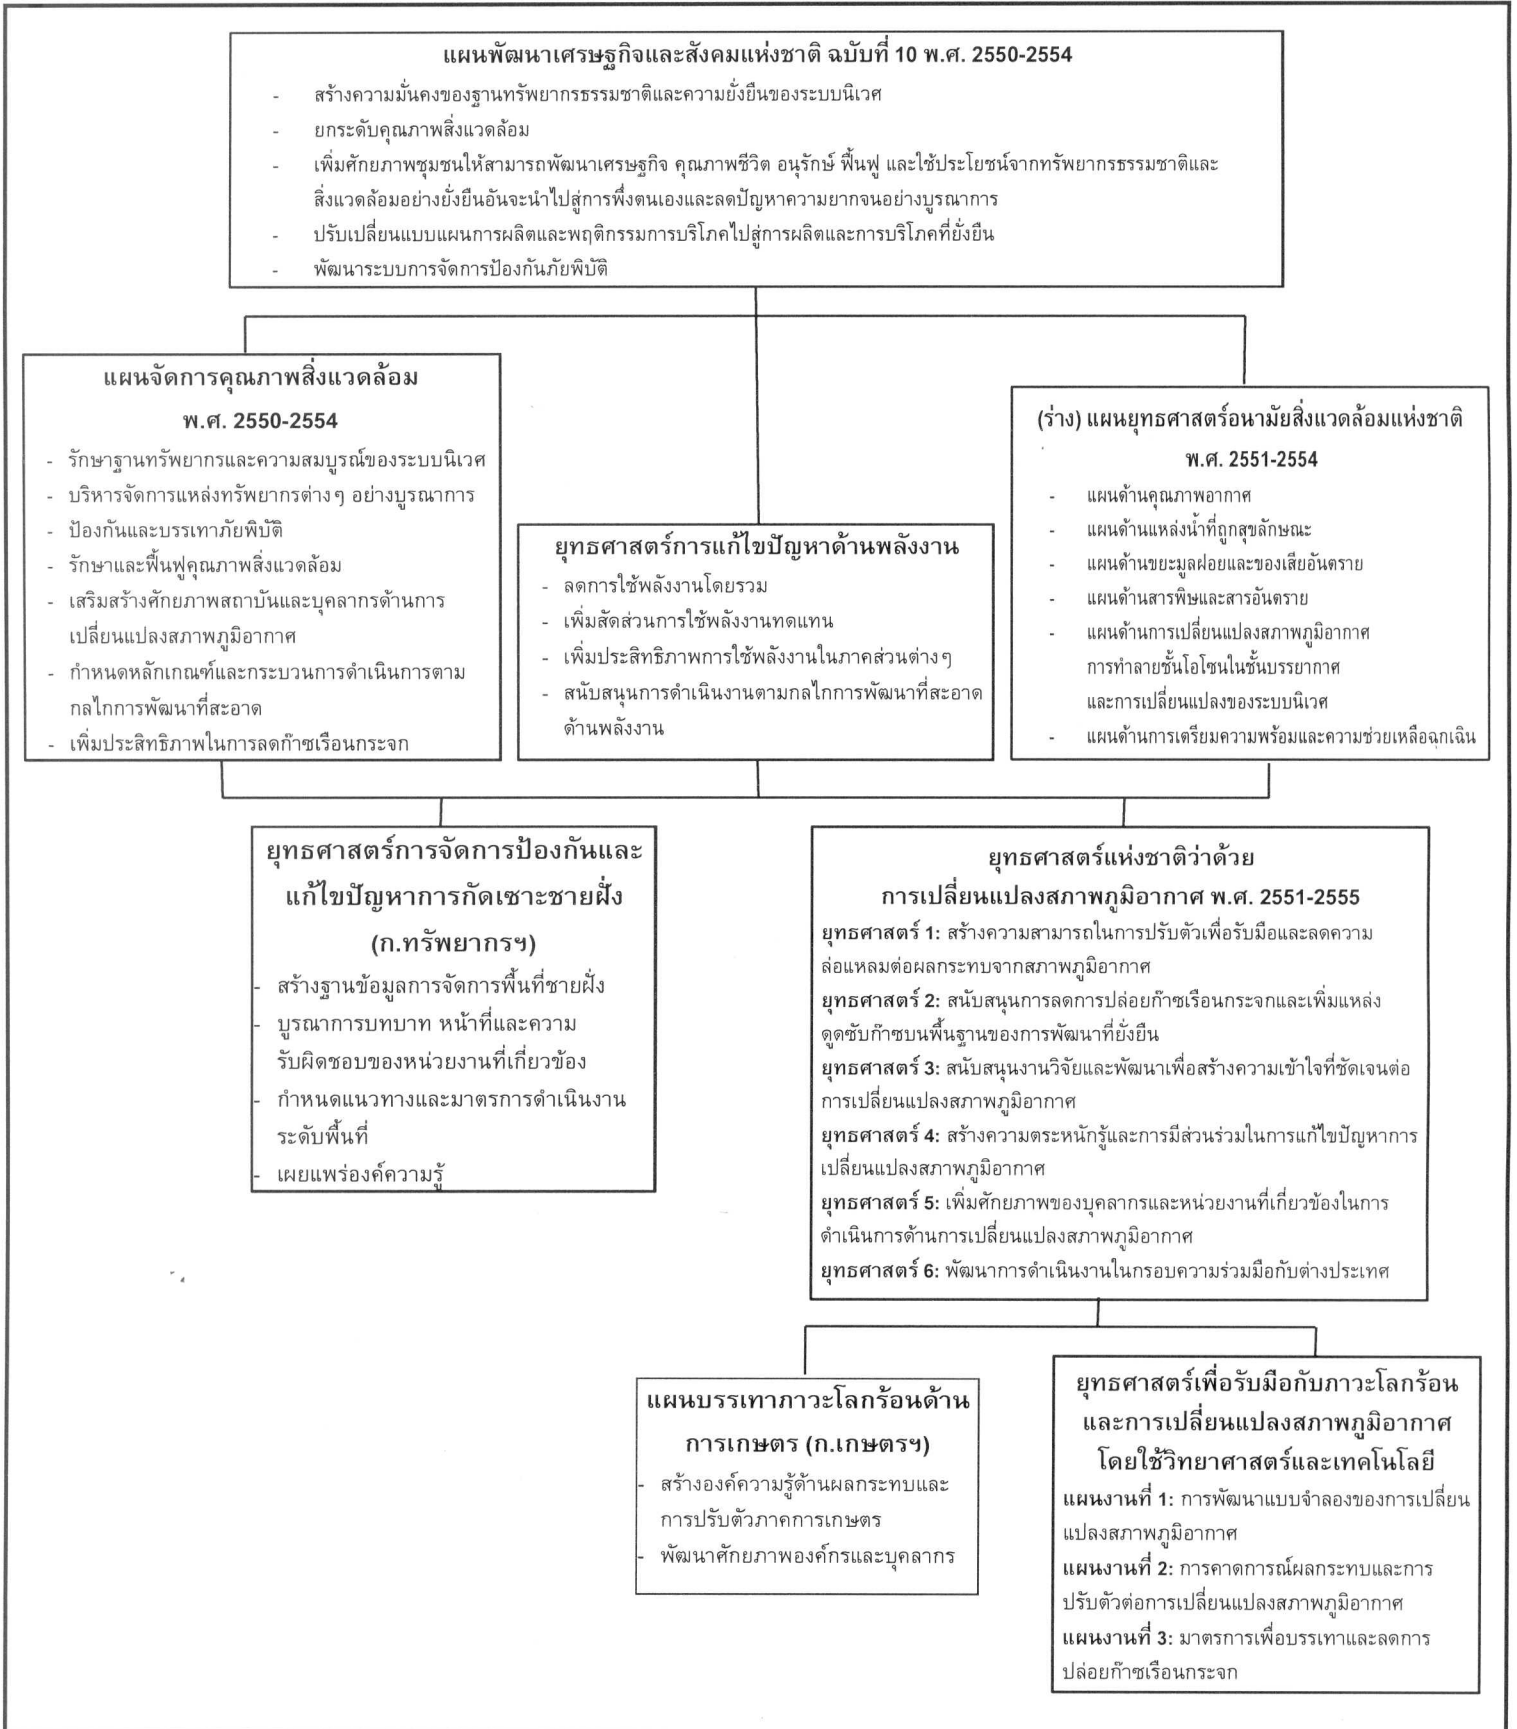 แผนพัฒนาเศรษฐกิจและสังคมแห่งชาติ ฉบับที่ 10 พ.ศ. 2550-2554
- สร้างความมั่นคงของฐานทรัพยากรธรรมชาติและความยั่งยืนของระบบนิเวศ
- ยกระดับคุณภาพสิ่งแวดล้อม
- เพิ่มศักยภาพชุมชนให้สามารถพัฒนาเศรษฐกิจ คุณภาพชีวิต อนุรักษ์ ฟื้นฟู และใช้ประโยชน์จากทรัพยากรธรรมชาติและ
สิ่งแวดล้อมอย่างยั่งยืนอันจะนำไปสู่การพึ่งตนเองและลดปัญหาความยากจนอย่างบูรณาการ
- ปรับเปลี่ยนแบบแผนการผลิตและพฤติกรรมการบริโภคไปสู่การผลิตและการบริโภคที่ยั่งยืน
- พัฒนาระบบการจัดการป้องกันภัยพิบัติ
แผนจัดการคุณภาพสิ่งแวดล้อม
พ.ศ. 2550-2554
- รักษาฐานทรัพยากรและความสมบูรณ์ของระบบนิเวศ
- บริหารจัดการแหล่งทรัพยากรต่างๆ อย่างบูรณาการ
- ป้องกันและบรรเทาภัยพิบัติ
- รักษาและฟื้นฟูคุณภาพสิ่งแวดล้อม
- เสริมสร้างศักยภาพสถาบันและบุคลากรด้านการ
เปลี่ยนแปลงสภาพภูมิอากาศ
- กำหนดหลักเกณฑ์และกระบวนการดำเนินการตาม
กลไกการพัฒนาที่สะอาด
- เพิ่มประสิทธิภาพในการลดก๊าซเรือนกระจก
ยุทธศาสตร์การแก้ไขปัญหาด้านพลังงาน
- ลดการใช้พลังงานโดยรวม
- เพิ่มสัดส่วนการใช้พลังงานทดแทน
- เพิ่มประสิทธิภาพการใช้พลังงานในภาคส่วนต่างๆ
- สนับสนุนการดำเนินงานตามกลไกการพัฒนาที่สะอาด
ด้านพลังงาน
(ร่าง) แผนยุทธศาสตร์อนามัยสิ่งแวดล้อมแห่งชาติ
พ.ศ. 2551-2554
- แผนด้านคุณภาพอากาศ
- แผนด้านแหล่งน้ำที่ถูกสุขลักษณะ
- แผนด้านขยะมูลฝอยและของเสียอันตราย
- แผนด้านสารพิษและสารอันตราย
- แผนด้านการเปลี่ยนแปลงสภาพภูมิอากาศ
การทำลายชั้นโอโซนในชั้นบรรยากาศ
และการเปลี่ยนแปลงของระบบนิเวศ
- แผนด้านการเตรียมความพร้อมและความช่วยเหลือฉุกเฉิน
ยุทธศาสตร์การจัดการป้องกันและ
แก้ไขปัญหาการกัดเซาะชายฝั่ง
(ก.ทรัพยากรฯ)
- สร้างฐานข้อมูลการจัดการพื้นที่ชายฝั่ง
- บูรณาการบทบาท หน้าที่และความ
รับผิดชอบของหน่วยงานที่เกี่ยวข้อง
- กำหนดแนวทางและมาตรการดำเนินงาน
ระดับพื้นที่
- เผยแพร่องค์ความรู้
ยุทธศาสตร์แห่งชาติว่าด้วย
การเปลี่ยนแปลงสภาพภูมิอากาศ พ.ศ. 2551-2555
ยุทธศาสตร์ 1: สร้างความสามารถในการปรับตัวเพื่อรับมือและลดความ
ล่อแหลมต่อผลกระทบจากสภาพภูมิอากาศ
ยุทธศาสตร์ 2: สนับสนุนการลดการปล่อยก๊าซเรือนกระจกและเพิ่มแหล่ง
ดูดซับก๊าซบนพื้นฐานของการพัฒนาที่ยั่งยืน
ยุทธศาสตร์ 3: สนับสนุนงานวิจัยและพัฒนาเพื่อสร้างความเข้าใจที่ชัดเจนต่อ
การเปลี่ยนแปลงสภาพภูมิอากาศ
ยุทธศาสตร์ 4: สร้างความตระหนักรู้และการมีส่วนร่วมในการแก้ไขปัญหาการ
เปลี่ยนแปลงสภาพภูมิอากาศ
ยุทธศาสตร์ 5: เพิ่มศักยภาพของบุคลากรและหน่วยงานที่เกี่ยวข้องในการ
ดำเนินการด้านการเปลี่ยนแปลงสภาพภูมิอากาศ
ยุทธศาสตร์ 6: พัฒนาการดำเนินงานในกรอบความร่วมมือกับต่างประเทศ
แผนบรรเทาภาวะโลกร้อนด้าน
การเกษตร (ก.เกษตรฯ)
- สร้างองค์ความรู้ด้านผลกระทบและ
การปรับตัวภาคการเกษตร
- พัฒนาศักยภาพองค์กรและบุคลากร
ยุทธศาสตร์เพื่อรับมือกับภาวะโลกร้อน
และการเปลี่ยนแปลงสภาพภูมิอากาศ
โดยใช้วิทยาศาสตร์และเทคโนโลยี
แผนงานที่ 1: การพัฒนาแบบจำลองของการเปลี่ยน
แปลงสภาพภูมิอากาศ
แผนงานที่ 2: การคาดการณ์ผลกระทบและการ
ปรับตัวต่อการเปลี่ยนแปลงสภาพภูมิอากาศ
แผนงานที่ 3: มาตรการเพื่อบรรเทาและลดการ
ปล่อยก๊าซเรือนกระจก